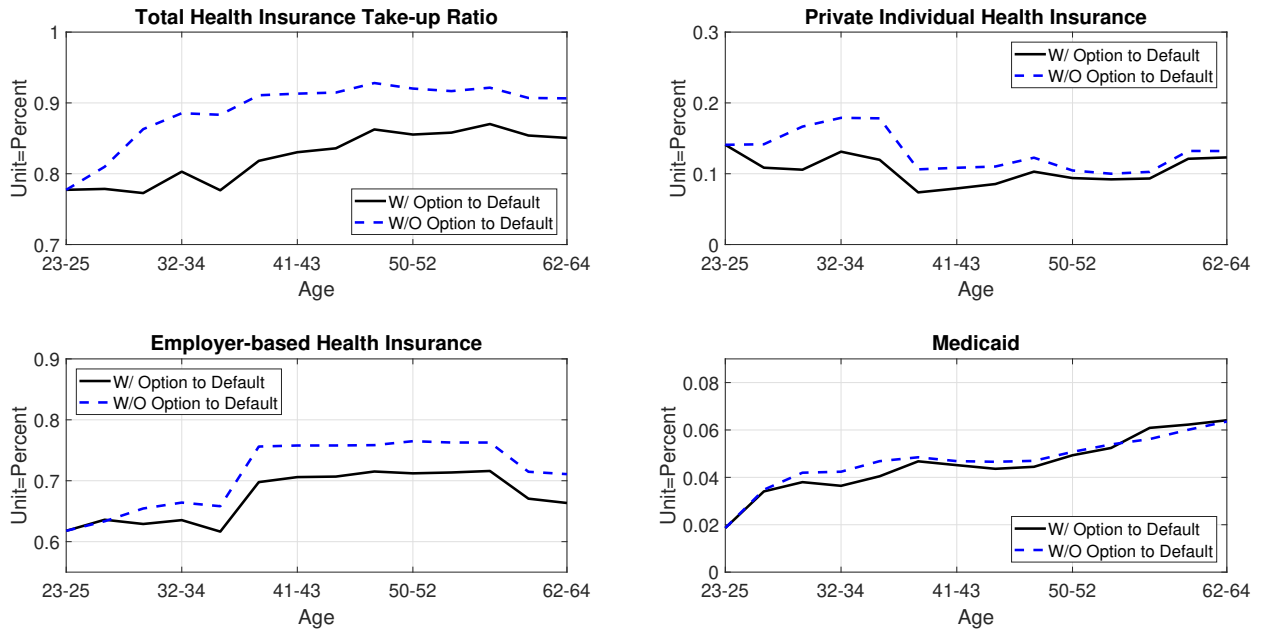 Total Health Insurance Take-up Ratio
1
0.9
0.8
0.7
Unit=Percent
W/ Option to Default
W/O Option to Default
23-25 32-34 41-43 50-52 62-64
Age
Private Individual Health Insurance
0.3
0.2
0.1
0
Unit=Percent
W/ Option to Default
W/O Option to Default
23-25 32-34 41-43 50-52 62-64
Age
Employer-based Health Insurance
0.9
0.8
0.7
0.6
Unit=Percent
W/ Option to Default
W/O Option to Default
23-25 32-34 41-43 50-52 62-64
Age
Medicaid
0.08
0.06
0.04
0.02
0
Unit=Percent
W/ Option to Default
W/O Option to Default
23-25 32-34 41-43 50-52 62-64
Age